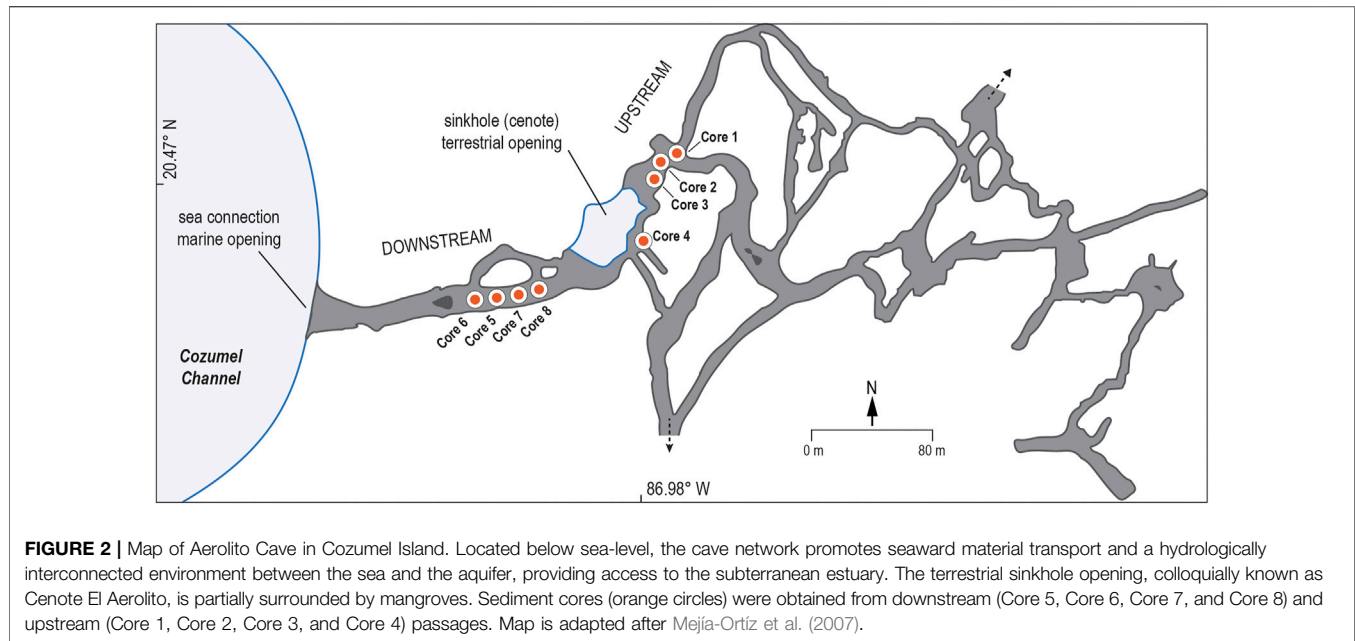 UPSTREAM
sinkhole (cenote)
terrestrial opening
Core 1
Core 2
Core 3
20.47° N
sea connection
marine opening
DOWNSTREAM
Core 4
Core 6
Core 5
Core 7
Core 8
Cozumel
Channel
N
0 m
80 m
86.98° W
FIGURE 2 | Map of Aerolito Cave in Cozumel Island. Located below sea-level, the cave network promotes seaward material transport and a hydrologically
interconnected environment between the sea and the aquifer, providing access to the subterranean estuary. The terrestrial sinkhole opening, colloquially known as
Cenote El Aerolito, is partially surrounded by mangroves. Sediment cores (orange circles) were obtained from downstream (Core 5, Core 6, Core 7, and Core 8) and
upstream (Core 1, Core 2, Core 3, and Core 4) passages. Map is adapted after Mejía-Ortíz et al. (2007).